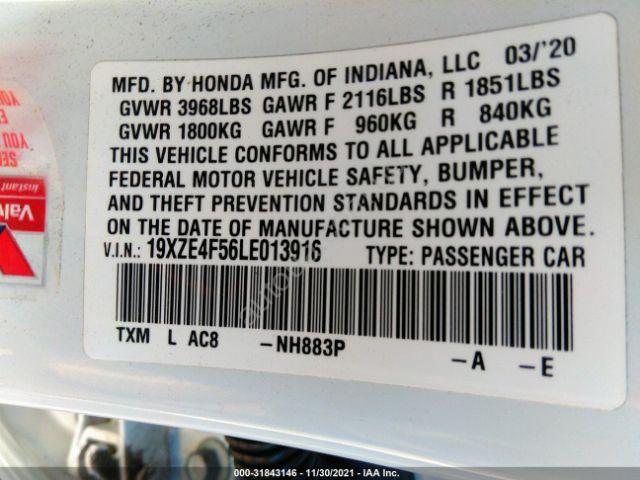 MFD. BY HONDA MFG. OF INDIANA, LLC 03/'20
GVWR 3968LBS GAWR F 2116LBS R 1851LBS
GVWR 1800KG GAWR F 960KG R 840KG
THIS VEHICLE CONFORMS TO ALL APPLICABLE
FEDERAL MOTOR VEHICLE SAFETY, BUMPER,
AND THEFT PREVENTION STANDARDS IN EFFECT
ON THE DATE OF MANUFACTURE SHOWN ABOVE.
V.I.N.: 19XZE4F56LE013916 TYPE: PASSENGER CAR
TXM L AC8 -NH883P -A -E
instant
000-31843146 - 11/30/2021 - IAA Inc.